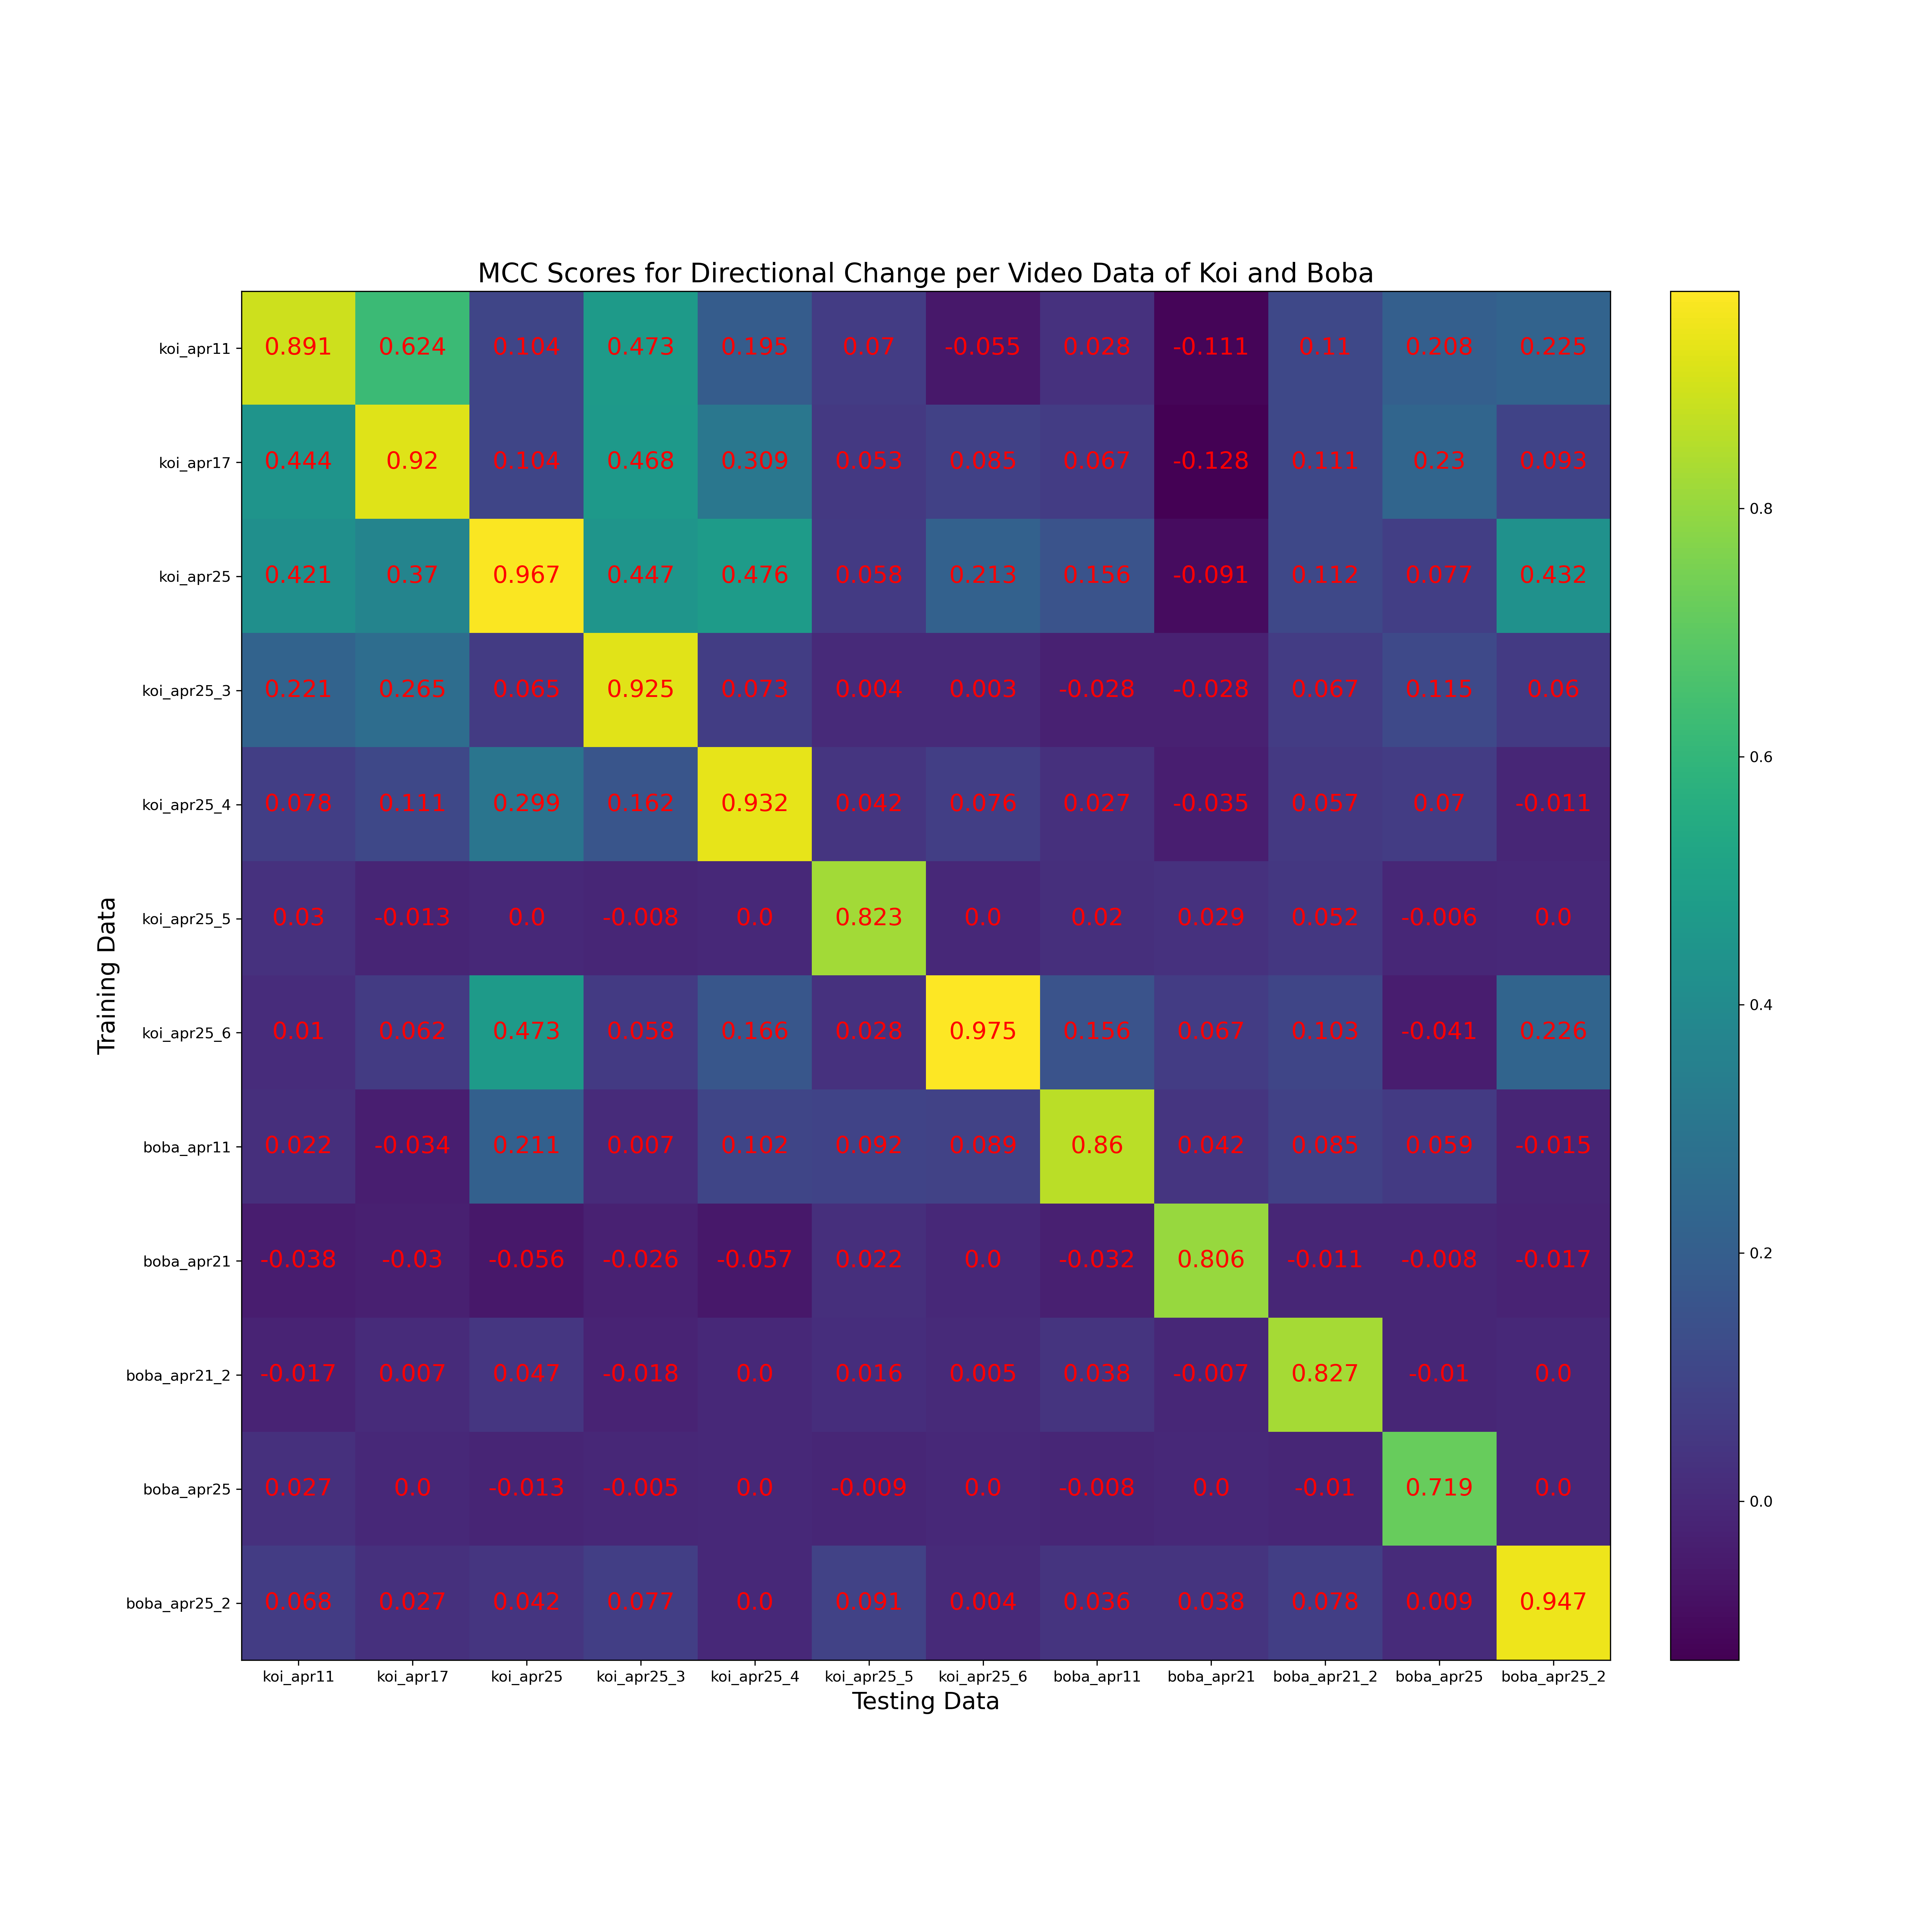 MCC Scores for Directional Change per Video Data of Koi and Boba
koi_apr11 0.891 0.624 0.104 0.473 0.195 0.07 -0.055 0.028 -0.111 0.11 0.208 0.225
koi_apr17 0.444 0.92 0.104 0.468 0.309 0.053 0.085 0.067 -0.128 0.111 0.23 0.093
0.8
koi_apr25 0.421 0.37 0.967 0.447 0.476 0.058 0.213 0.156 -0.091 0.112 0.077 0.432
koi_apr25_3 0.221 0.265 0.065 0.925 0.073 0.004 0.003 -0.028 -0.028 0.067 0.115 0.06
0.6
koi_apr25_4 0.078 0.111 0.299 0.162 0.932 0.042 0.076 0.027 -0.035 0.057 0.07 -0.011
koi_apr25_5 0.03 -0.013 0.0 -0.008 0.0 0.823 0.0 0.02 0.029 0.052 -0.006 0.0
Training Data
0.4
koi_apr25_6 0.01 0.062 0.473 0.058 0.166 0.028 0.975 0.156 0.067 0.103 -0.041 0.226
boba_apr11 0.022 -0.034 0.211 0.007 0.102 0.092 0.089 0.86 0.042 0.085 0.059 -0.015
0.2
boba_apr21 -0.038 -0.03 -0.056 -0.026 -0.057 0.022 0.0 -0.032 0.806 -0.011 -0.008 -0.017
boba_apr21_2 -0.017 0.007 0.047 -0.018 0.0 0.016 0.005 0.038 -0.007 0.827 -0.01 0.0
boba_apr25 0.027 0.0 -0.013 -0.005 0.0 -0.009 0.0 -0.008 0.0 -0.01 0.719 0.0
0.0
boba_apr25_2 0.068 0.027 0.042 0.077 0.0 0.091 0.004 0.036 0.038 0.078 0.009 0.947
koi_apr11 koi_apr17 koi_apr25 koi_apr25_3 koi_apr25_4 koi_apr25_5 koi_apr25_6 boba_apr11 boba_apr21 boba_apr21_2 boba_apr25 boba_apr25_2
Testing Data